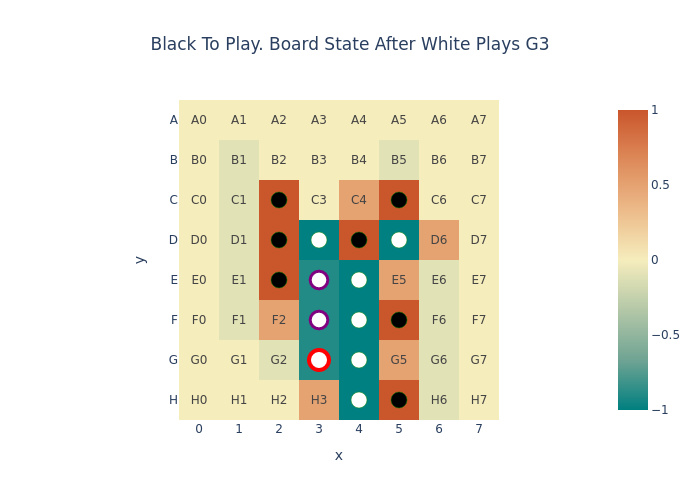 Black To Play. Board State After White Plays G3
A A0 A1 A2 A3 A4 A5 A6 A7
B B0 B1 B2 B3 B4 B5 B6 B7
C C0 C1 C3 C4 C6 C7
D D0 D1 D6 D7
E E0 E1 E5 E6 E7
F F0 F1 F2 F6 F7
G G0 G1 G2 G5 G6 G7
H H0 H1 H2 H3 H6 H7
0 1 2 3 4 5 6 7
x
y
1
0.5
0
−0.5
−1